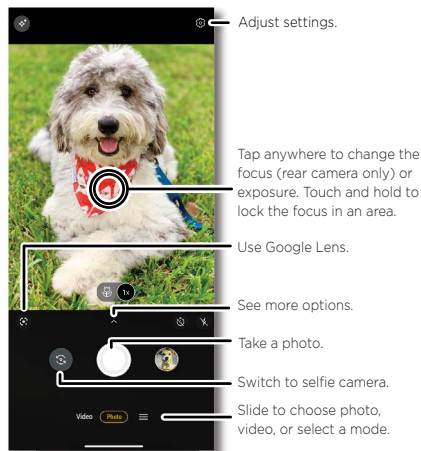 Adjust settings.
Tap anywhere to change the
focus (rear camera only) or
exposure. Touch and hold to
lock the focus in an area.
1x
Use Google Lens.
See more options.
Take a photo.
Switch to selfie camera.
Video Photo
Slide to choose photo,
video, or select a mode.